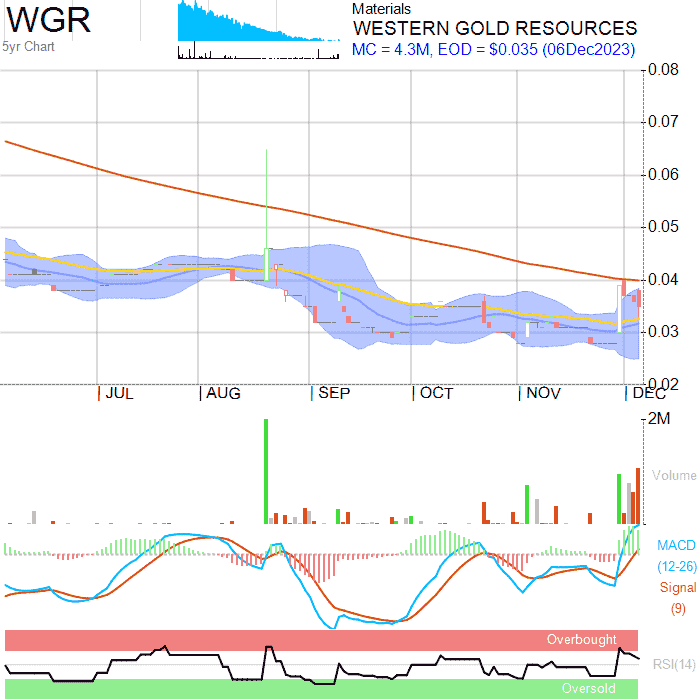 WGR
5yr Chart
Materials
WESTERN GOLD RESOURCES
MC = 4.3M, EOD = $0.035 (06Dec2023)
0.08
0.07
0.06
0.05
0.04
0.03
0.02
JUL
AUG
SEP
OCT
NOV
DEC
2M
Volume
MACD
(12-26)
Signal
(9)
Overbought
RSI(14)
Oversold